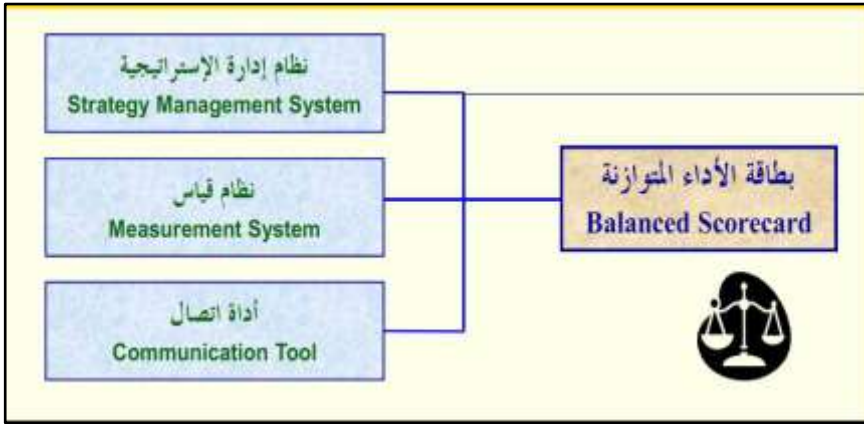 نظام إدارة الإستراتيجية
Strategy Management System
نظام قياس
Measurement System
أداة اتصال
Communication Tool
بطاقة الأداء المتوازنة
Balanced Scorecard